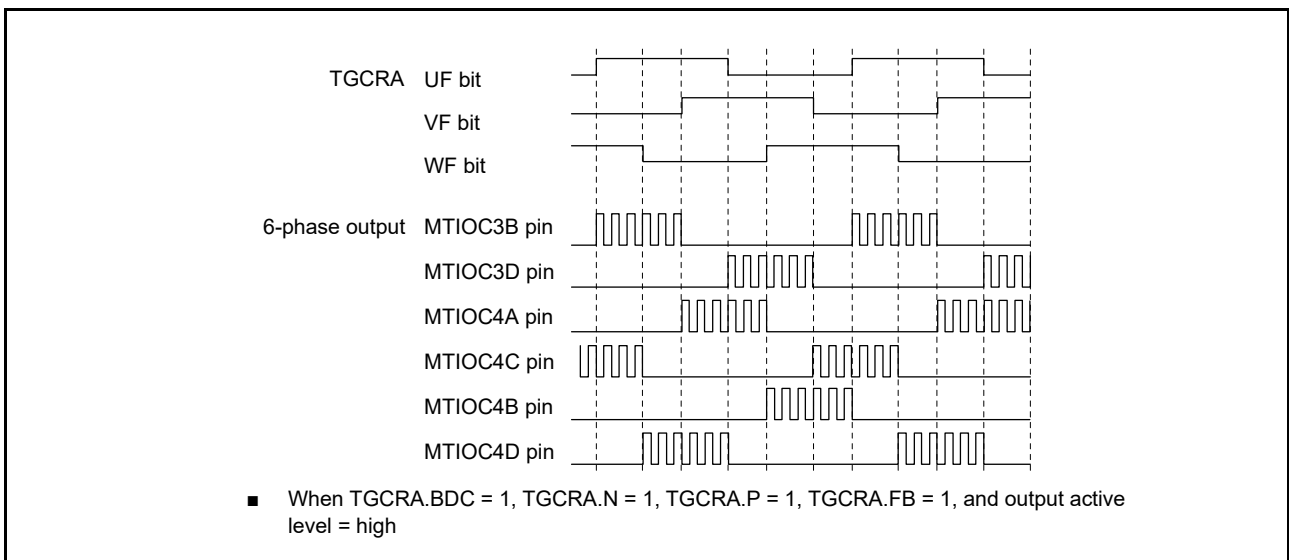 TGCRA UF bit
VF bit
WF bit
6-phase output MTIOC3B pin
MTIOC3D pin
MTIOC4A pin
MTIOC4C pin
MTIOC4B pin
MTIOC4D pin
■ When TGCRA.BDC = 1, TGCRA.N = 1, TGCRA.P = 1, TGCRA.FB = 1, and output active
level = high